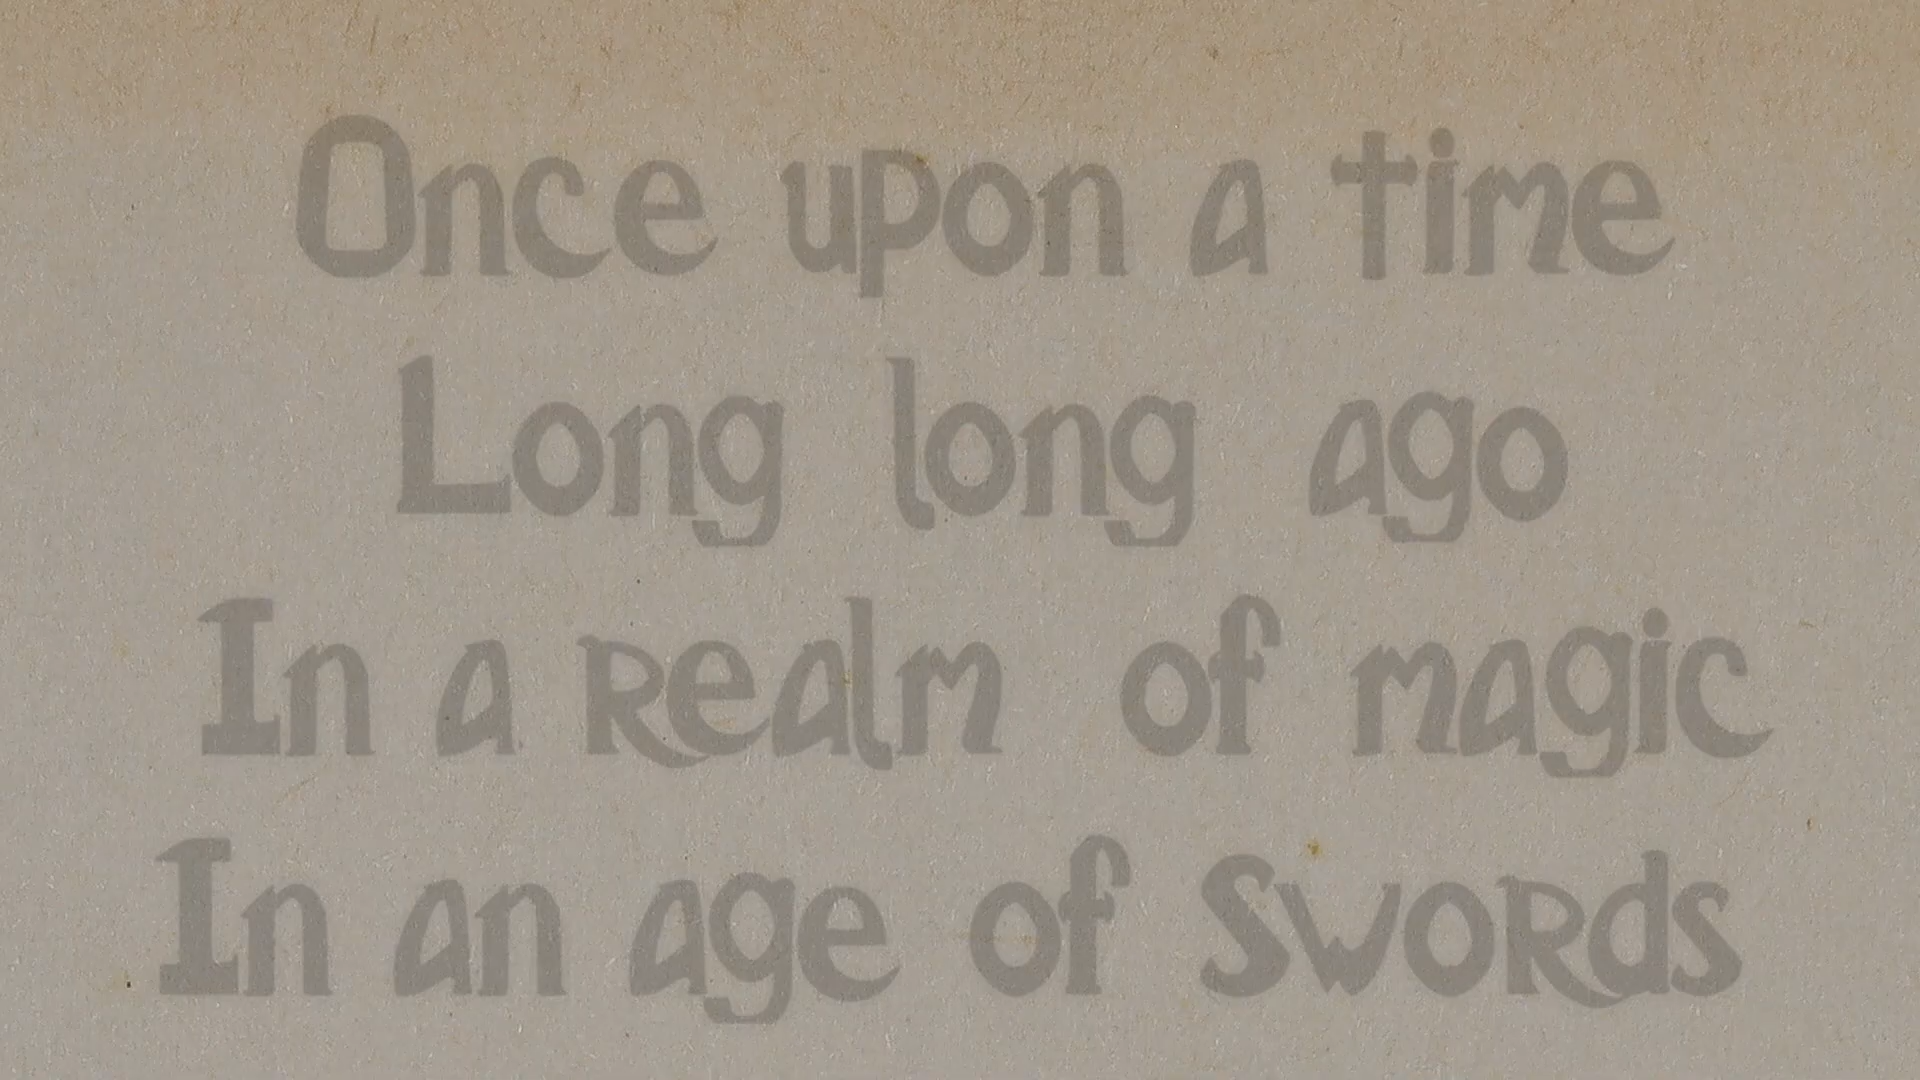 Once upon a time
Long long ago
In a Realm of magic
In an age of Swords